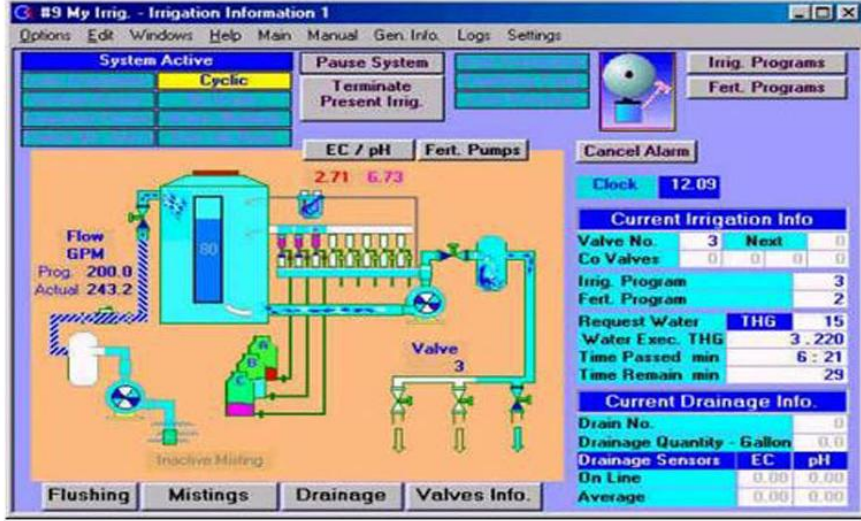 #9 My Irrig. - Irrigation Information 1
Options Edit Windows Help Main Manual Gen. Info. Logs Settings
System Active
Cyclic
Pause System
Terminate
Present Irrig.
Irrig. Programs
Fert. Programs
EC / pH Fert. Pumps
Cancel Alarm
2.71 6.73
Clock 12.09
Flow
GPM
Prog. 200.0
Actual 243.2
80
A
B
C
Valve
3
Inactive Misting
Current Irrigation Info
Valve No. 3 Next 0
Co Valves 0 0 0 0
Irrig. Program 3
Fert. Program 2
Request Water THG 15
Water Exec. THG 3.220
Time Passed min 6 : 21
Time Remain min 29
Current Drainage Info.
Drain No. 0
Drainage Quantity - Gallon 0.0
Drainage Sensors EC pH
On Line 0.00 0.00
Average 0.00 0.00
Flushing Mistings Drainage Valves Info.